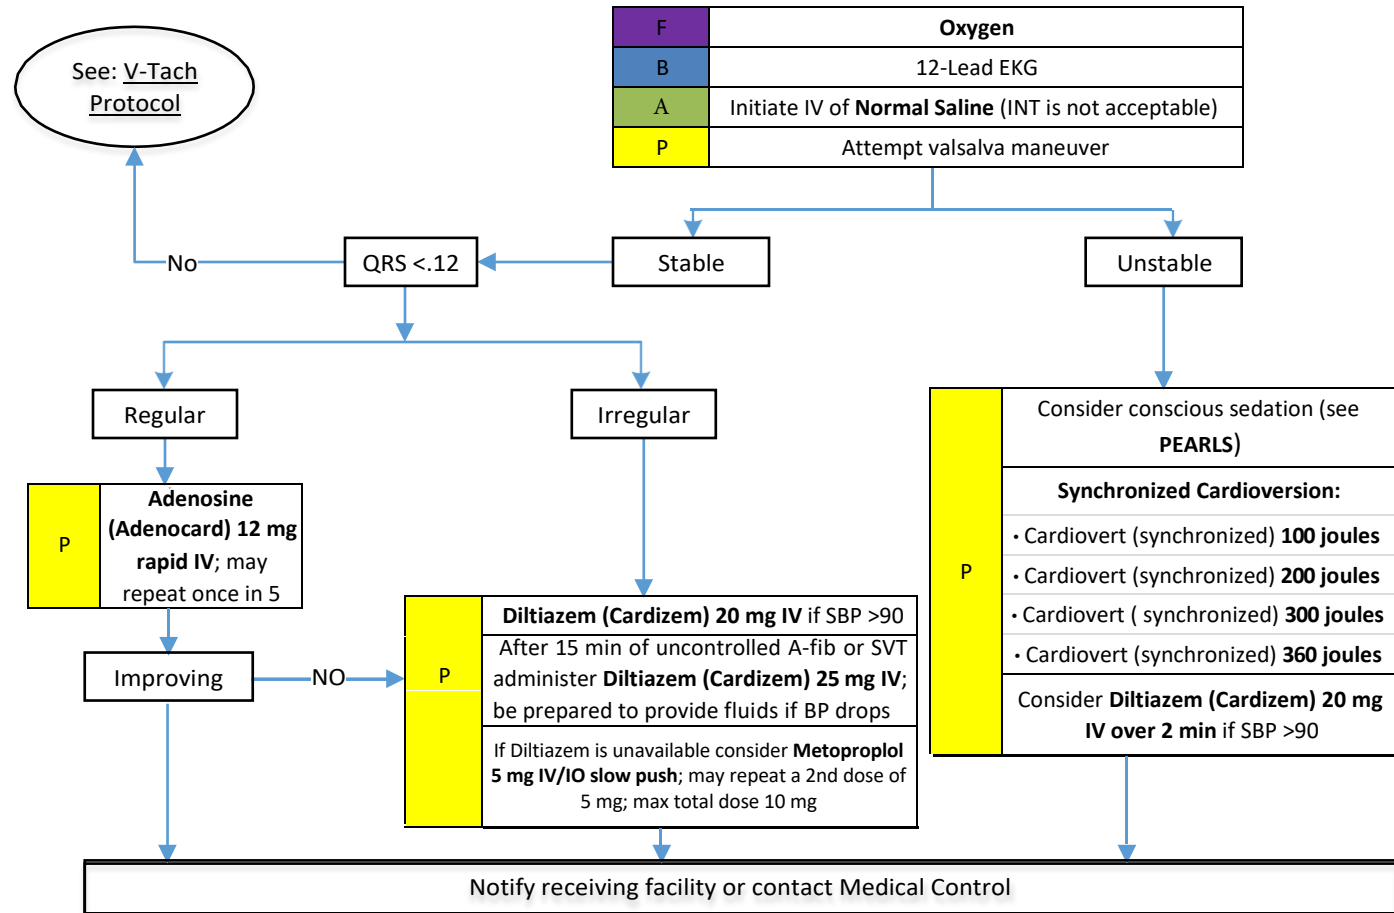 F
Oxygen
B
12-Lead EKG
A
Initiate IV of Normal Saline (INT is not acceptable)
P
Attempt valsalva maneuver
See: V-Tach
Protocol
No
QRS <.12
Stable
Unstable
Regular
Irregular
P
Adenosine
(Adenocard) 12 mg
rapid IV; may
repeat once in 5
Improving
NO
P
Diltiazem (Cardizem) 20 mg IV if SBP >90
After 15 min of uncontrolled A-fib or SVT
administer Diltiazem (Cardizem) 25 mg IV;
be prepared to provide fluids if BP drops
If Diltiazem is unavailable consider Metoproplol
5 mg IV/IO slow push; may repeat a 2nd dose of
5 mg; max total dose 10 mg
P
Consider conscious sedation (see
PEARLS)
Synchronized Cardioversion:
• Cardiovert (synchronized) 100 joules
• Cardiovert (synchronized) 200 joules
• Cardiovert ( synchronized) 300 joules
• Cardiovert (synchronized) 360 joules
Consider Diltiazem (Cardizem) 20 mg
IV over 2 min if SBP >90
Notify receiving facility or contact Medical Control